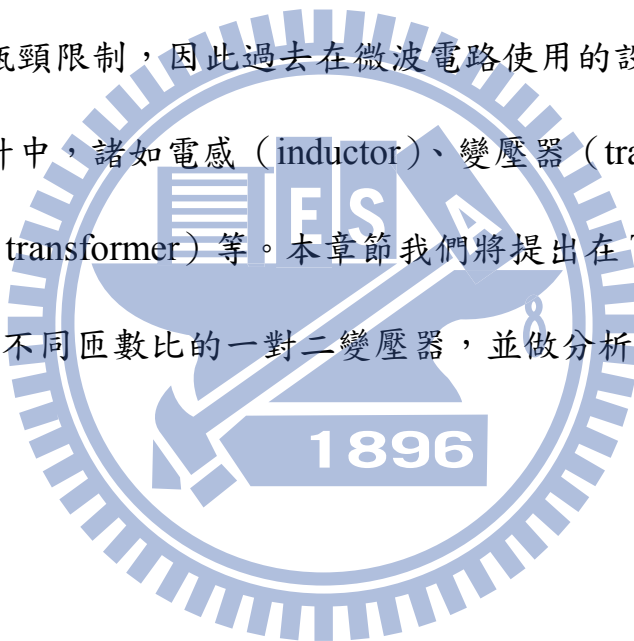 瓶頸限制，因此過去在微波電路使用的設
計中，諸如電感（inductor）、變壓器（tra
transformer）等。本章節我們將提出在 T
不同匝數比的一對二變壓器，並做分析
ES
A
1896